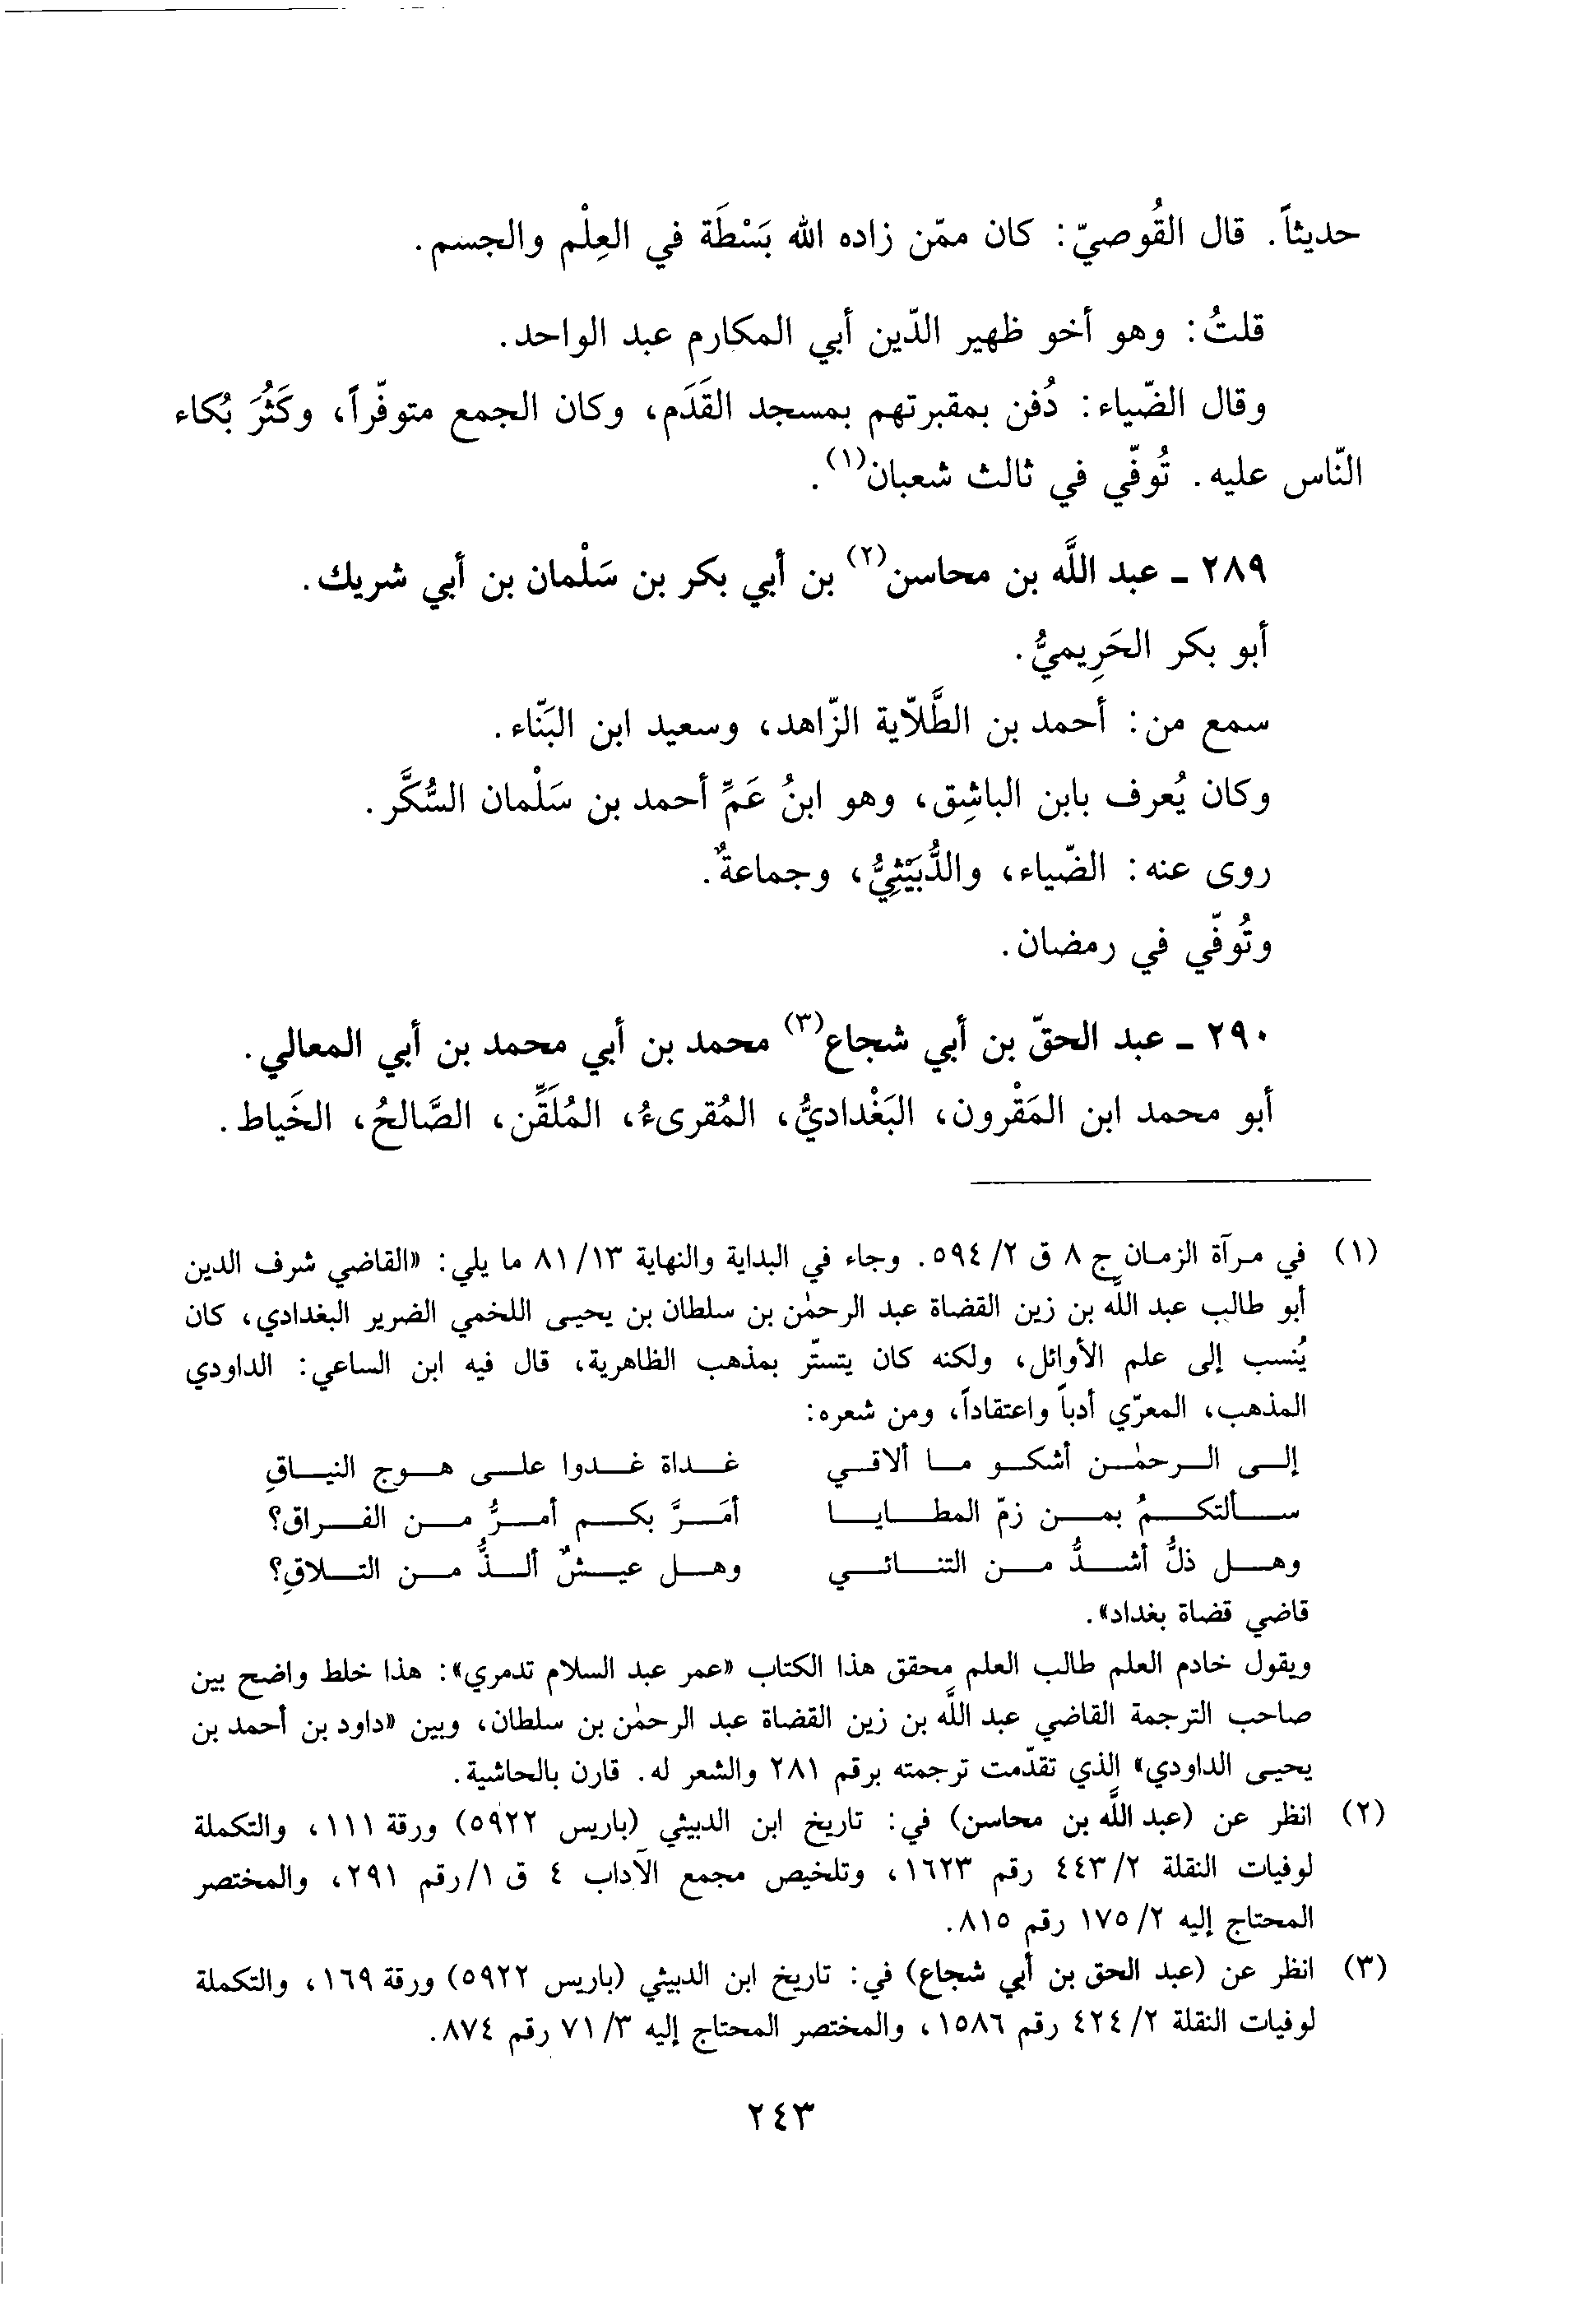 حديثاً. قال القُوصيّ: كان ممّن زاده الله بَسْطَة في العِلْم والجسم.
قلتُ: وهو أخو ظهير الدّين أبي المكارم عبد الواحد.
وقال الضّياء: دُفن بمقبرتهم بمسجد القَدَم، وكان الجمع متوفّراً، وكَثُرَ بُكاء
النّاس عليه. تُوفّي في ثالث شعبان(١).
٢٨٩ ـ عبد اللَّه بن محاسن(٢) بن أبي بكر بن سَلْمان بن أبي شريك.
أبو بكر الحَرِيميُّ.
سمع من: أحمد بن الطَّلّاية الزّاهد، وسعيد ابن البَنّاء.
وكان يُعرف بابن الباشِق، وهو ابنُ عَمِّ أحمد بن سَلْمان السُّكَّر.
روى عنه: الضّياء، والدُّبَيْثِيُّ، وجماعةٌ.
وتُوفّي في رمضان.
٢٩٠ ـ عبد الحقّ بن أبي شجاع(٣) محمد بن أبي محمد بن أبي المعالي.
أبو محمد ابن المَقْرون، البَغْداديُّ، المُقرىءُ، المُلَقِّن، الصَّالحُ، الخَياط.
(١) في مرآة الزمان ج ٨ ق ٢/ ٥٩٤. وجاء في البداية والنهاية ١٣/ ٨١ ما يلي: «القاضي شرف الدين
أبو طالب عبد اللَّه بن زين القضاة عبد الرحمٰن بن سلطان بن يحيى اللخمي الضرير البغدادي، كان
يُنسب إلى علم الأوائل، ولكنه كان يتستّر بمذهب الظاهرية، قال فيه ابن الساعي: الداودي
المذهب، المعرّي أدباً واعتقاداً، ومن شعره:
إلى الرحمٰن أشكو ما ألاقي غداة غدوا على هوج النياقِ
سألتكمُ بمن زمّ المطايا أمَرَّ بكم أمرُّ من الفراق؟
وهل ذلُّ أشدُّ من التنائي وهل عيشٌ ألذُّ من التلاقِ؟
قاضي قضاة بغداد».
ويقول خادم العلم طالب العلم محقق هذا الكتاب «عمر عبد السلام تدمري»: هذا خلط واضح بين
صاحب الترجمة القاضي عبد اللَّه بن زين القضاة عبد الرحمٰن بن سلطان، وبين «داود بن أحمد بن
يحيى الداودي» الذي تقدّمت ترجمته برقم ٢٨١ والشعر له. قارن بالحاشية.
(٢) انظر عن (عبد اللَّه بن محاسن) في: تاريخ ابن الدبيثي (باريس ٥٩٢٢) ورقة ١١١، والتكملة
لوفيات النقلة ٢/ ٤٤٣ رقم ١٦٢٣، وتلخيص مجمع الآداب ٤ ق ١/رقم ٢٩١، والمختصر
المحتاج إليه ٢/ ١٧٥ رقم ٨١٥.
(٣) انظر عن (عبد الحق بن أبي شجاع) في: تاريخ ابن الدبيثي (باريس ٥٩٢٢) ورقة ١٦٩، والتكملة
لوفيات النقلة ٢/ ٤٢٤ رقم ١٥٨٦، والمختصر المحتاج إليه ٣/ ٧١ رقم ٨٧٤.
٢٤٣